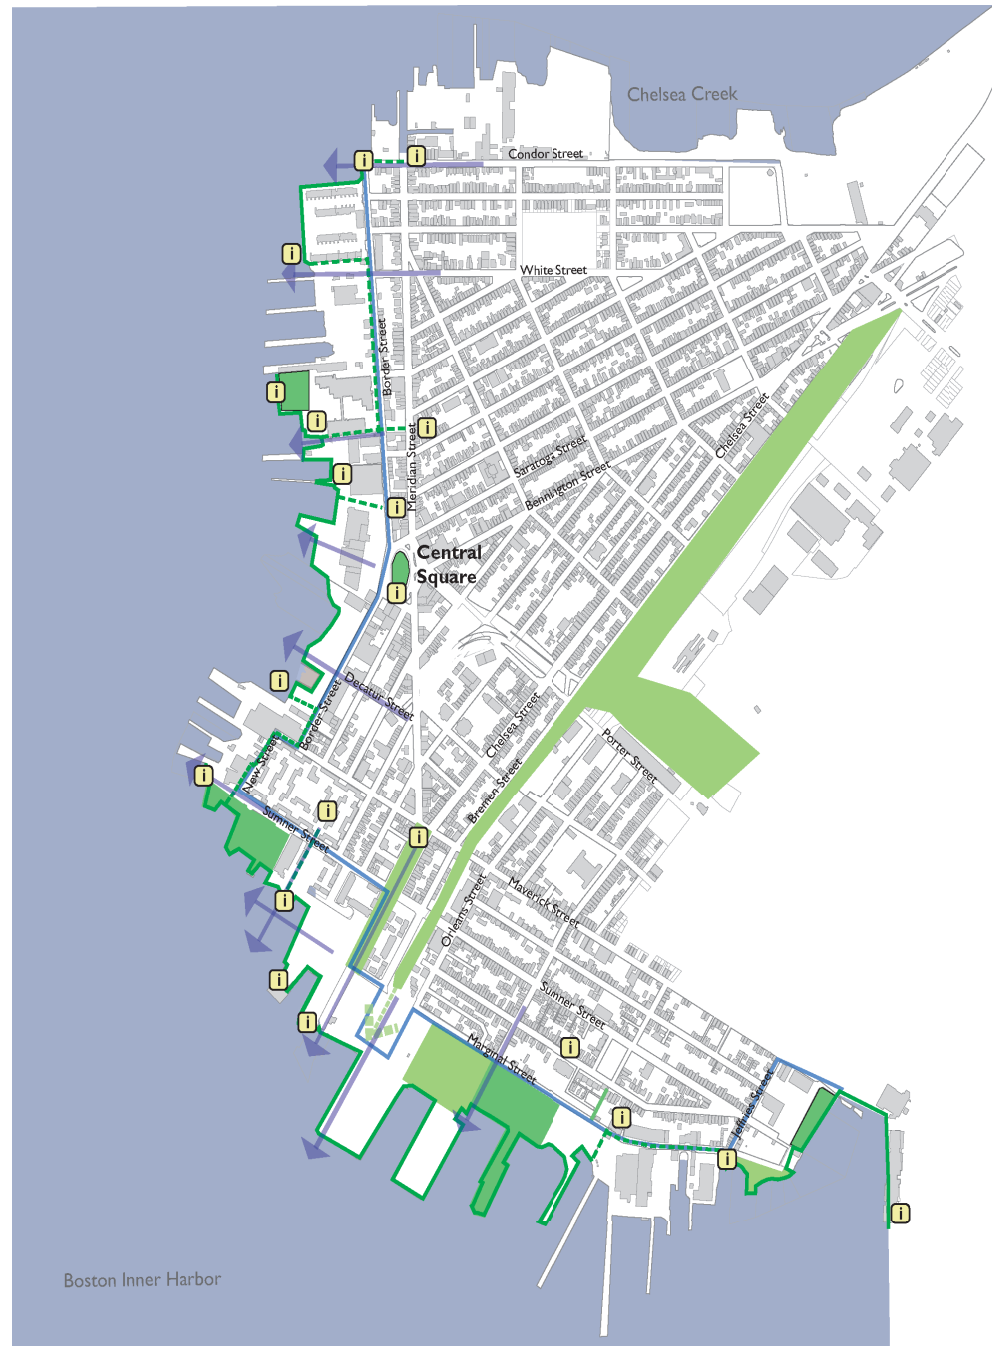 Chelsea Creek
i
i
Condor Street
i
White Street
Border Street
i
i
i
Meridian Street
Chelsea Street
Saratoga Street
Bennington Street
i
i
Central
Square
i
i
Decatur Street
Border Street
Chelsea Street
New Street
Porter Street
i
Bremen Street
i
Sumner Street
i
Maverick Street
Orleans Street
i
i
Sumner Street
i
Marginal Street
i
Jeffries Street
i
i
i
Boston Inner Harbor